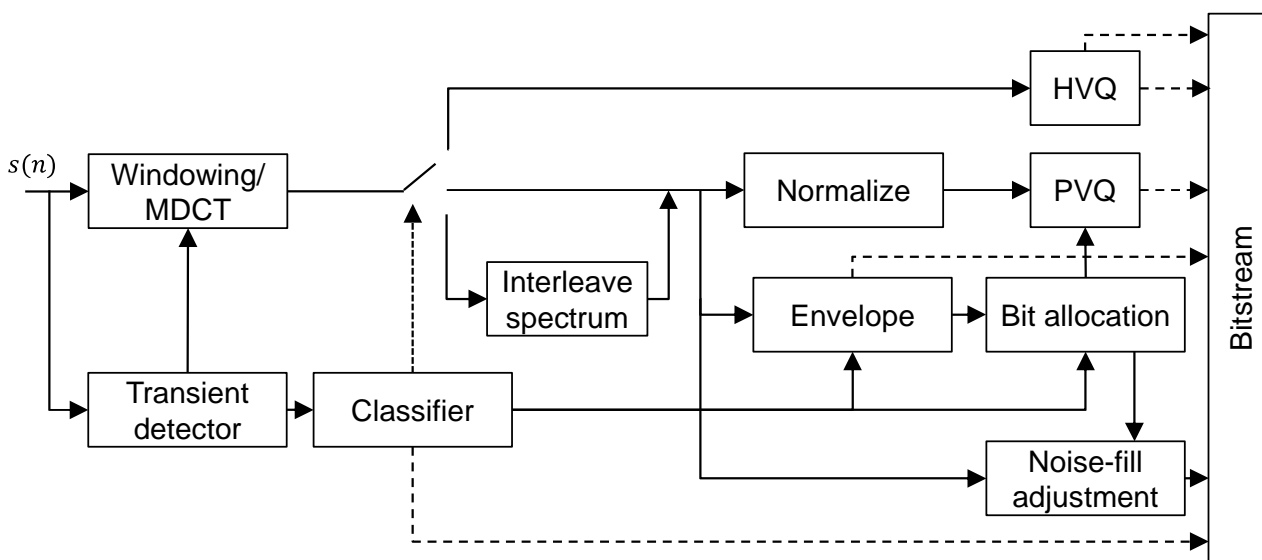 HVQ
s(n)
Windowing/
MDCT
Normalize
PVQ
Interleave
spectrum
Envelope
Bit allocation
Bitstream
Transient
detector
Classifier
Noise-fill
adjustment